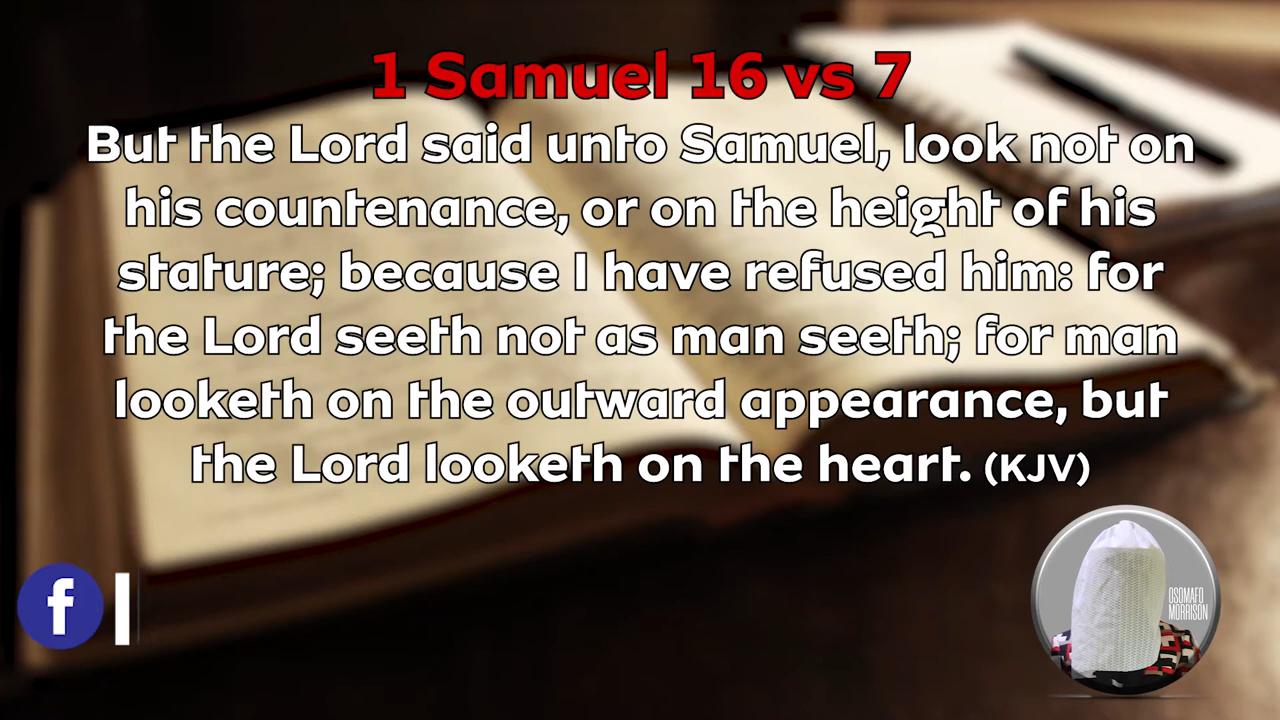 1 Samuel 16 vs 7
But the Lord said unto Samuel, look not on
his countenance, or on the height of his
stature; because I have refused him: for
the Lord seeth not as man seeth; for man
looketh on the outward appearance, but
the Lord looketh on the heart. (KJV)
OSOMAFO
MORRISON
f